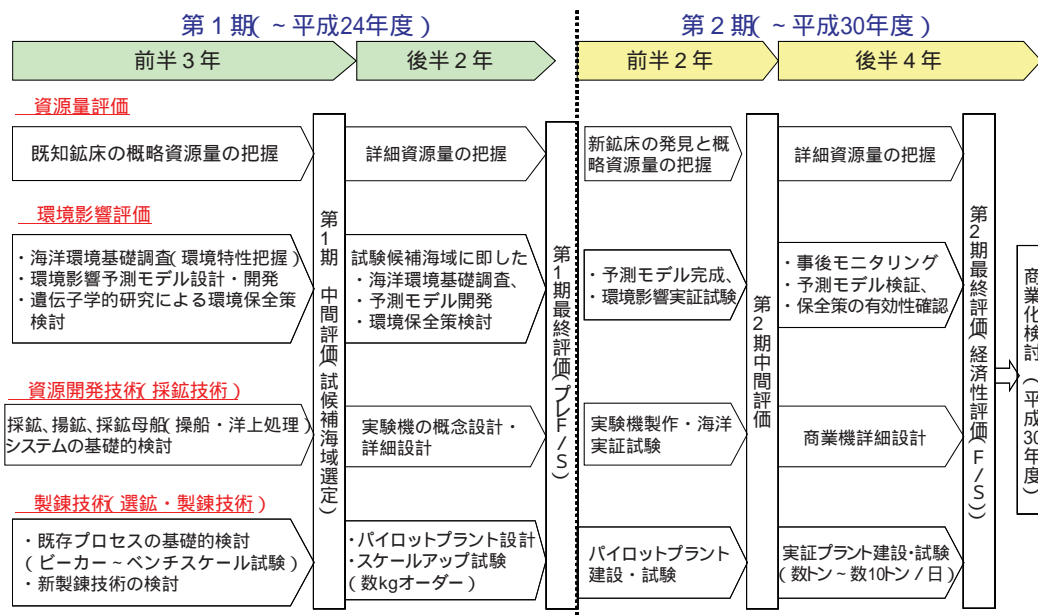 第1期(~平成24年度)
第2期(~平成30年度)
前半3年
後半2年
前半2年
後半4年
資源量評価
既知鉱床の概略資源量の把握
詳細資源量の把握
新鉱床の発見と概
略資源量の把握
詳細資源量の把握
環境影響評価
・海洋環境基礎調査(環境特性把握)
・環境影響予測モデル設計・開発
・遺伝子学的研究による環境保全策
検討
試験候補海域に即した
・海洋環境基礎調査、
・予測モデル開発
・環境保全策検討
・予測モデル完成、
・環境影響実証試験
・事後モニタリング
・予測モデル検証、
・保全策の有効性確認
資源開発技術(採鉱技術)
採鉱、揚鉱、採鉱母船(操船・洋上処理)
システムの基礎的検討
実験機の概念設計・
詳細設計
実験機製作・海洋
実証試験
商業機詳細設計
製錬技術(選鉱・製錬技術)
・既存プロセスの基礎的検討
(ビーカー~ベンチスケール試験)
・新製錬技術の検討
・パイロットプラント設計
・スケールアップ試験
(数kgオーダー)
パイロットプラント
建設・試験
実証プラント建設・試験
(数トン~数10トン/日)
第1期 中間評価(試候補海域選定)
第1期最終評価(プレF/S)
第2期中間評価
第2期最終評価(経済性評価(F/S))
商業化検討 (平成30年度)